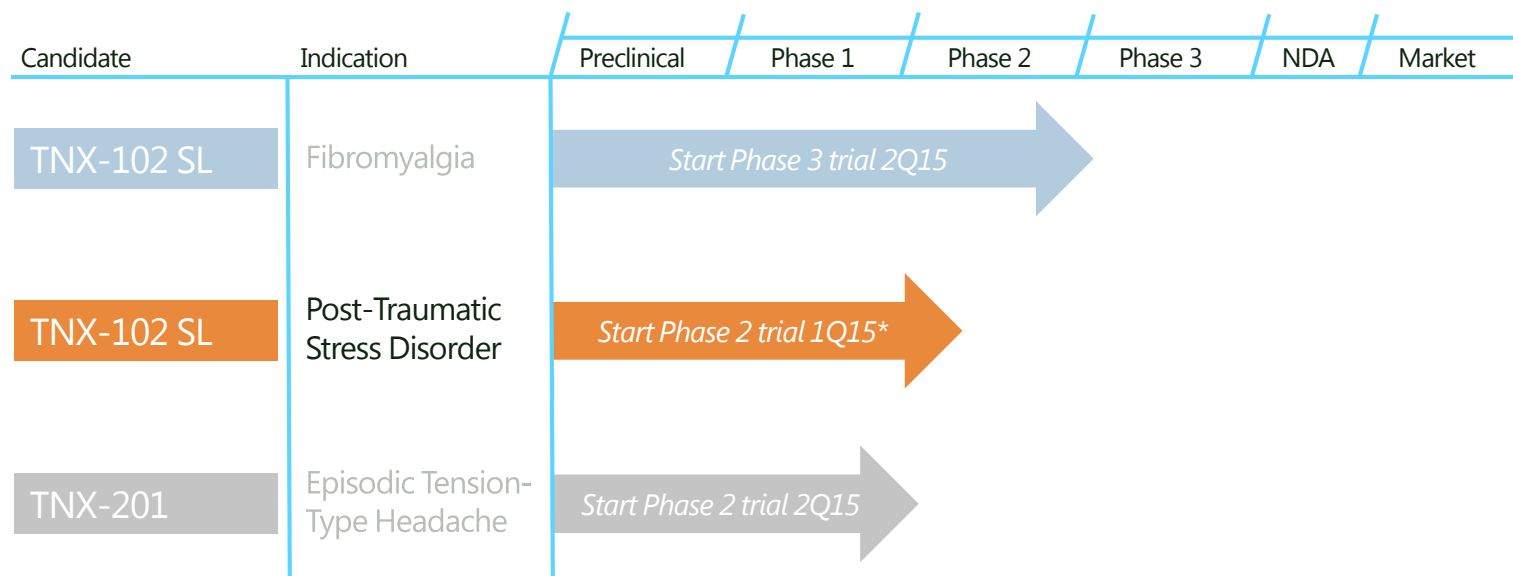 Candidate Indication Preclinical Phase 1 Phase 2 Phase 3 NDA Market
TNX-102 SL Fibromyalgia Start Phase 3 trial 2Q15
TNX-102 SL Post-Traumatic
Stress Disorder Start Phase 2 trial 1Q15*
TNX-201 Episodic Tension-
Type Headache Start Phase 2 trial 2Q15